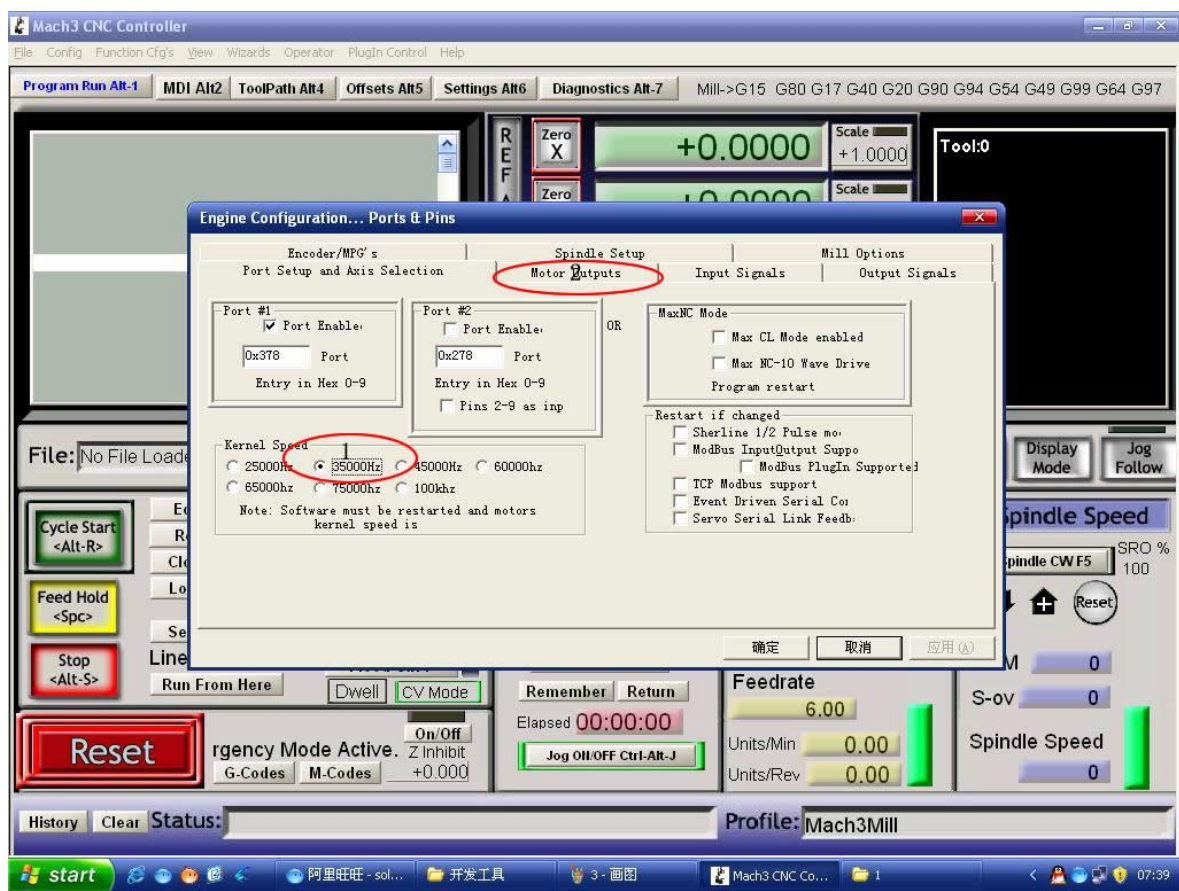 Mach3 CNC Controller
File Config Function Cfg's View Wizards Operator PlugIn Control Help
Program Run Alt-1 MDI Alt2 ToolPath Alt4 Offsets Alt5 Settings Alt6 Diagnostics Alt-7 Mill->G15 G80 G17 G40 G20 G90 G94 G54 G49 G99 G64 G97
REF A
Zero X +0.0000 Scale +1.0000 Tool:0
Zero +0.0000 Scale
Engine Configuration... Ports & Pins
Encoder/MPG's Spindle Setup Mill Options
Port Setup and Axis Selection Motor Outputs Input Signals Output Signals
2
Port #1
Port Enable
0x378 Port
Entry in Hex 0-9
Port #2
Port Enable
0x278 Port
Entry in Hex 0-9
Pins 2-9 as inp
OR
MaxNC Mode
Max CL Mode enabled
Max NC-10 Wave Drive
Program restart
Restart if changed
Sherline 1/2 Pulse mo
ModBus InputOutput Suppo
ModBus PlugIn Supported
TCP Modbus support
Event Driven Serial Co
Servo Serial Link Feedb
Kernel Speed
1
25000Hz 35000Hz 45000Hz 60000hz
65000hz 75000hz 100khz
Note: Software must be restarted and motors
kernel speed is
确定 取消 应用(A)
File: No File Loade
Display Mode
Jog Follow
Cycle Start
<Alt-R>
Feed Hold
<Spc>
Stop
<Alt-S>
Reset
Ed
R
Cl
Lo
Se
Line
Run From Here
Dwell CV Mode
rgency Mode Active.
G-Codes M-Codes
On/Off
Z Inhibit
+0.000
Remember Return
Elapsed 00:00:00
Jog ON/OFF Ctrl-Alt-J
Feedrate
6.00
Units/Min 0.00
Units/Rev 0.00
pindle Speed
pindle CW F5
SRO %
100
Reset
M 0
S-ov 0
Spindle Speed
0
History Clear Status:
Profile: Mach3Mill
start 阿里旺旺 - sol... 开发工具 3 - 画图 Mach3 CNC Co... 1 07:39